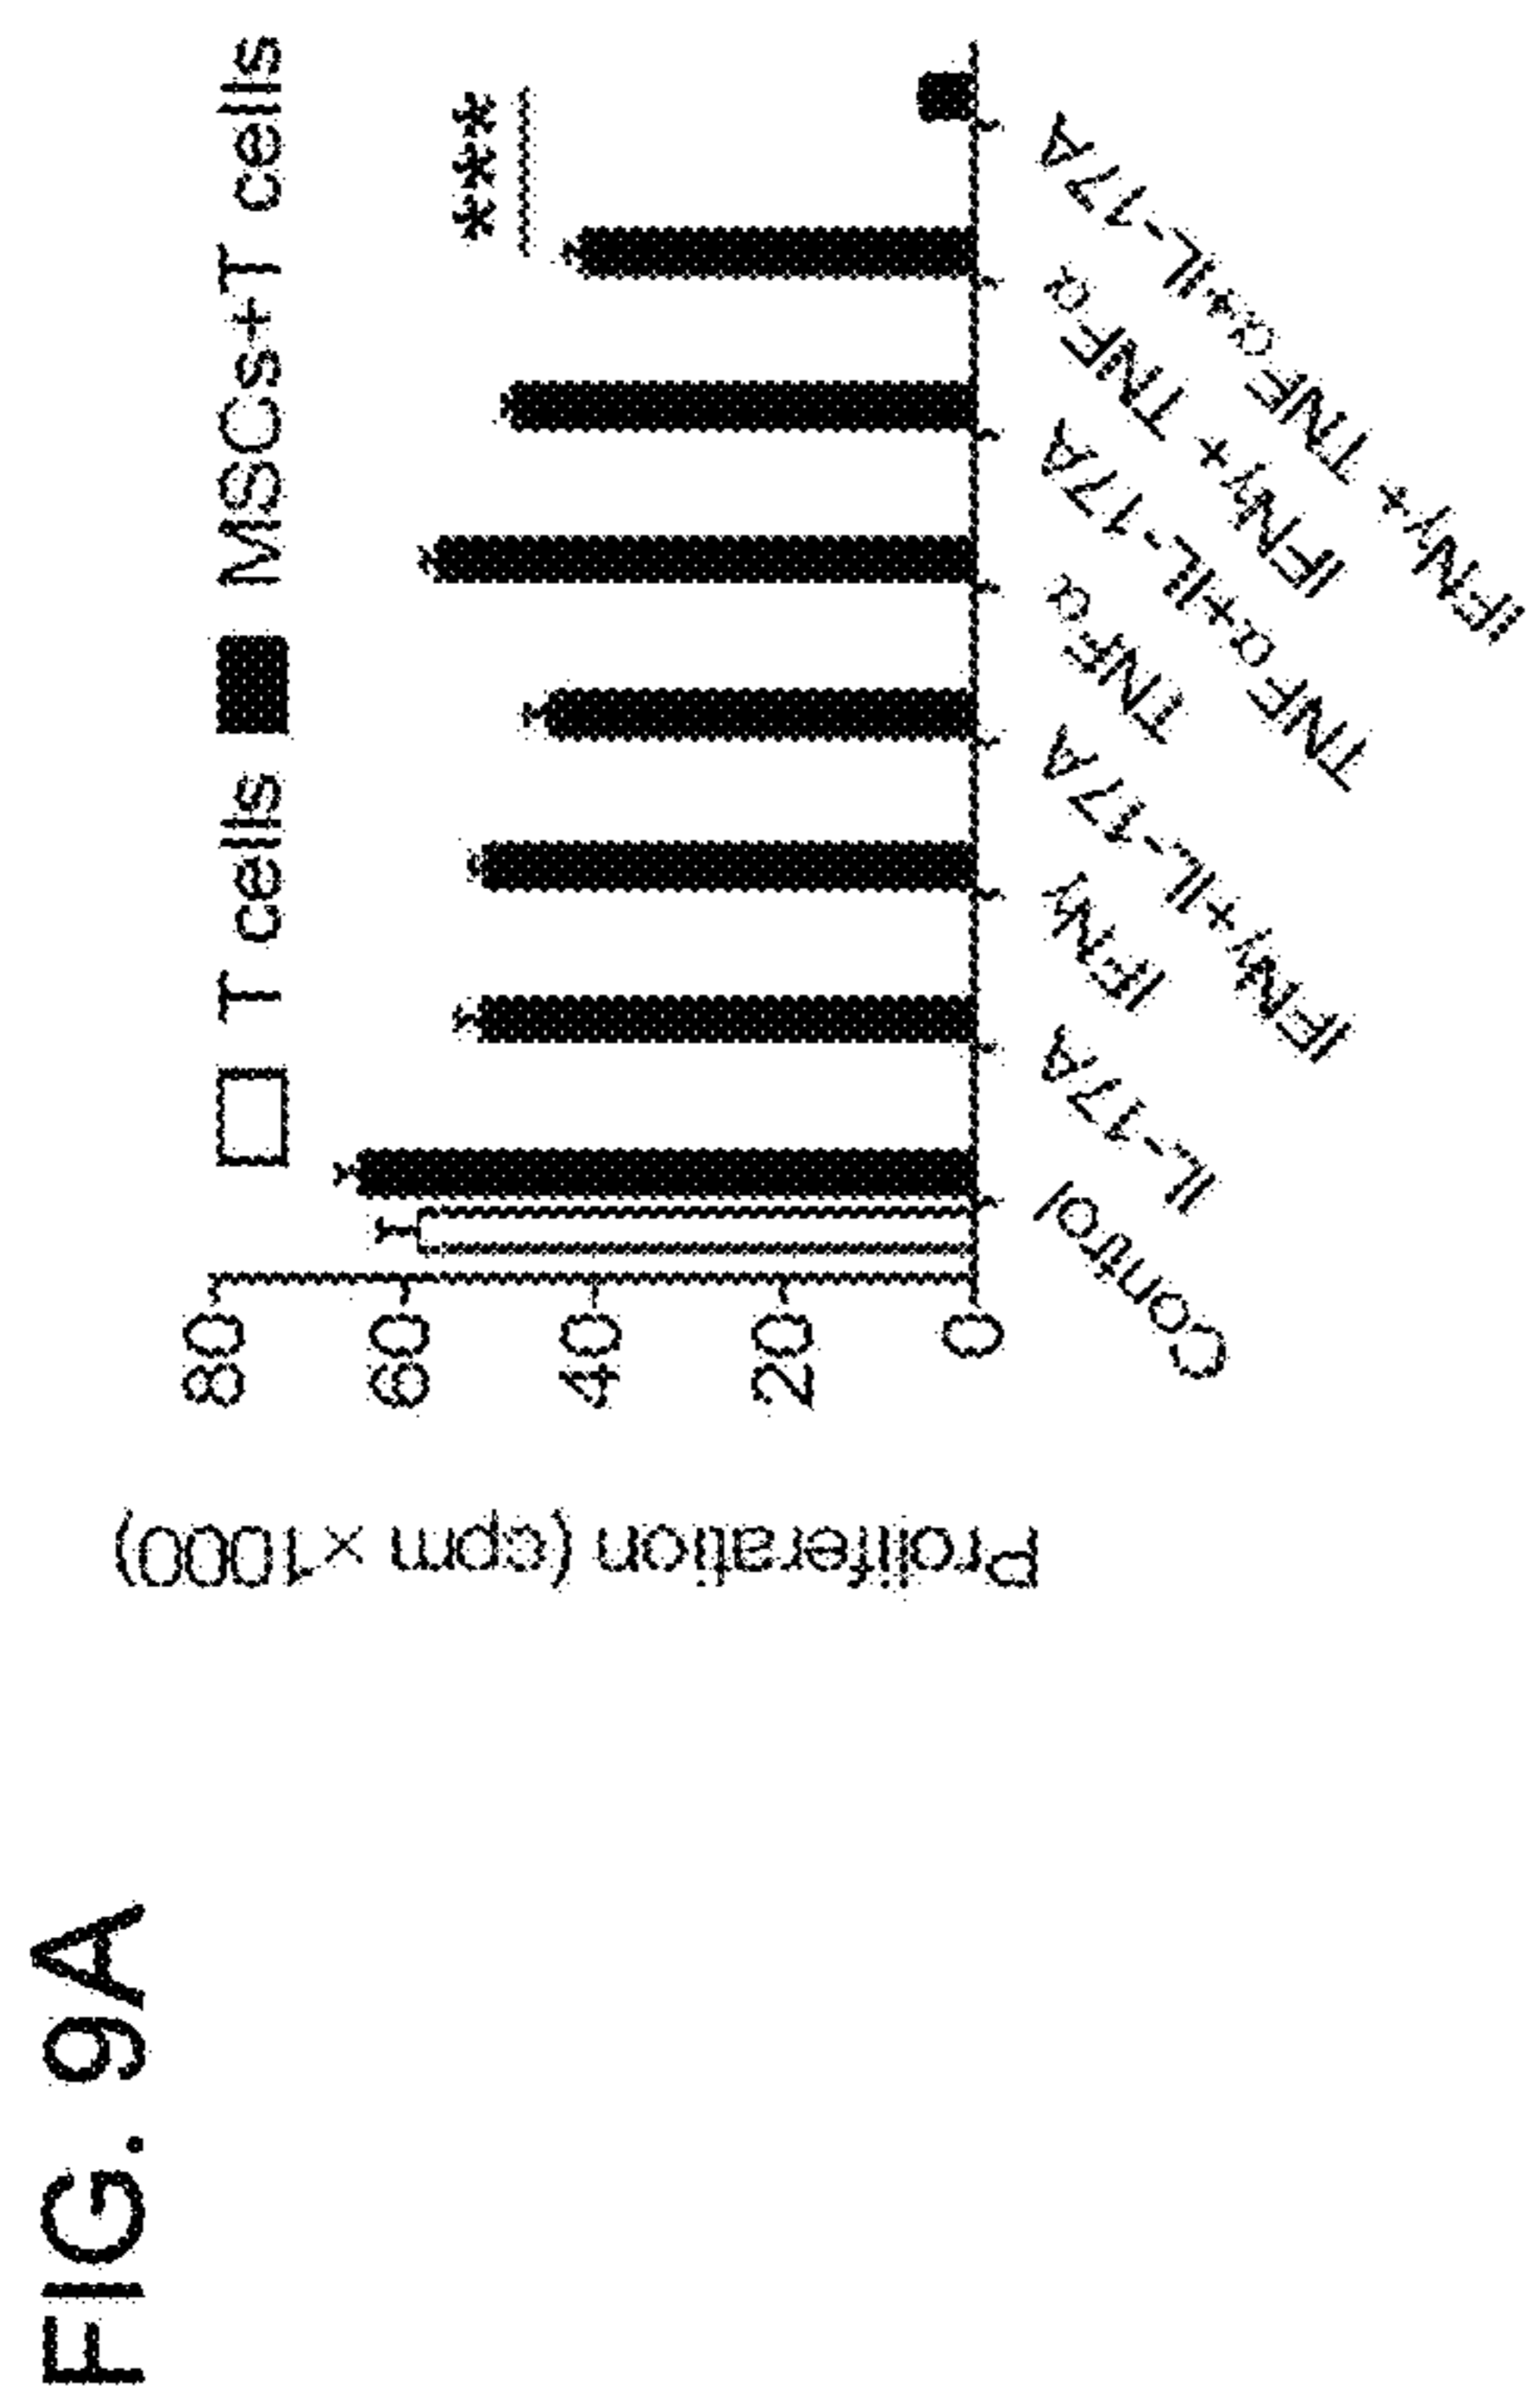 FIG. 9A
T cells MSCs+T cells
***
Proliferation (cpm × 1000)
80
60
40
20
0
Control
IL-17A
IFNγ
IFNγ+IL-17A
TNFα
TNFα+IL-17A
IFNγ+ TNFα
IFNγ+ TNFα+IL-17A